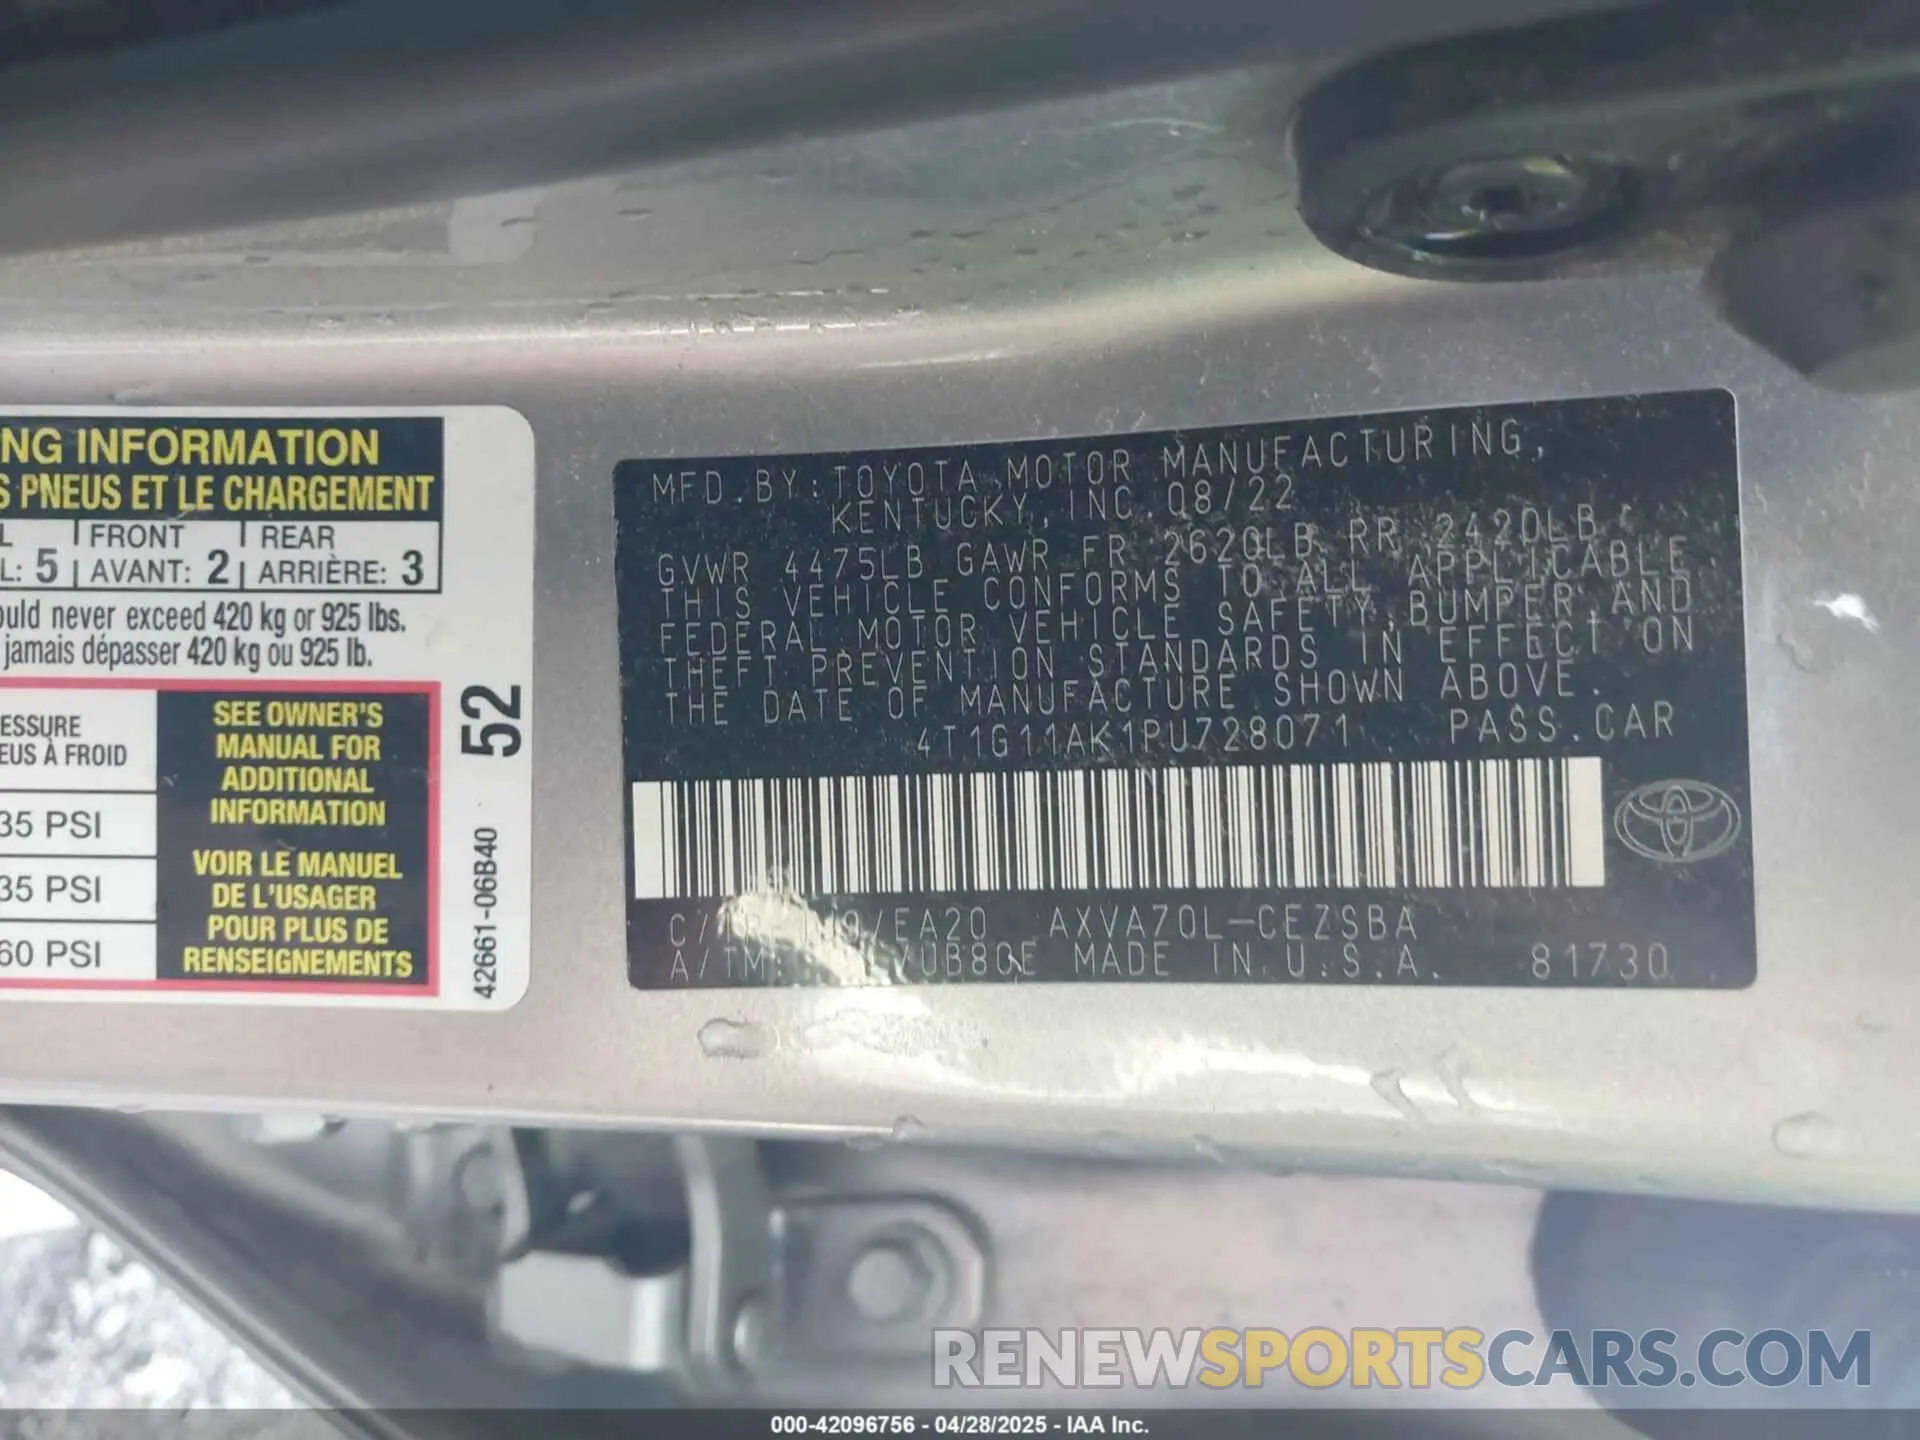 NG INFORMATION
S PNEUS ET LE CHARGEMENT
L FRONT REAR
L: 5 AVANT: 2 ARRIÈRE: 3
ould never exceed 420 kg or 925 lbs.
jamais dépasser 420 kg ou 925 lb.
ESSURE
EUS À FROID
35 PSI
35 PSI
60 PSI
SEE OWNER'S
MANUAL FOR
ADDITIONAL
INFORMATION
VOIR LE MANUEL
DE L'USAGER
POUR PLUS DE
RENSEIGNEMENTS
52
42661-06B40
MFD.BY:TOYOTA MOTOR MANUFACTURING,
KENTUCKY, INC. 08/22
GVWR 4475LB GAWR FR 2620LB RR 2420LB
THIS VEHICLE CONFORMS TO ALL APPLICABLE
FEDERAL MOTOR VEHICLE SAFETY,BUMPER,AND
THEFT PREVENTION STANDARDS IN EFFECT ON
THE DATE OF MANUFACTURE SHOWN ABOVE.
4T1G11AK1PU728071 PASS.CAR
/EA20 AXVA70L-CEZSBA
A/TM: UB80E MADE IN U.S.A. 81730
RENEWSPORTSCARS.COM
000-42096756 - 04/28/2025 - IAA Inc.